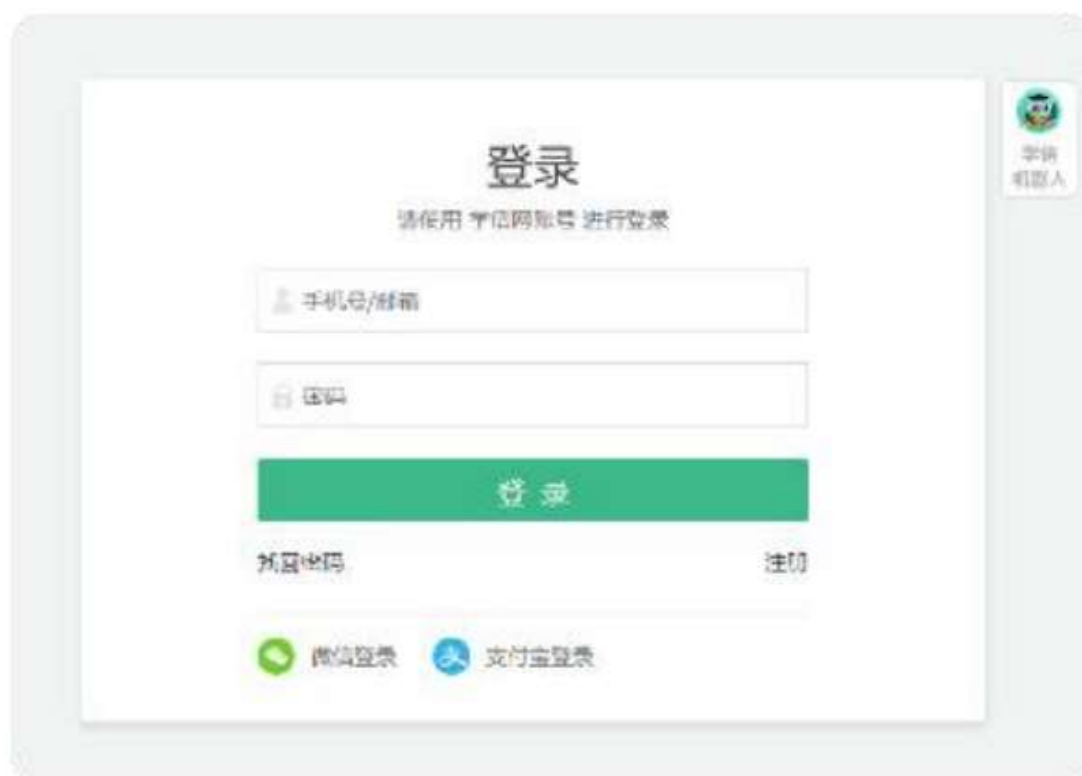 登录
请使用 学信网账号 进行登录
学信
机器人
手机号/邮箱
密码
登 录
找回密码
注册
微信登录
支付宝登录